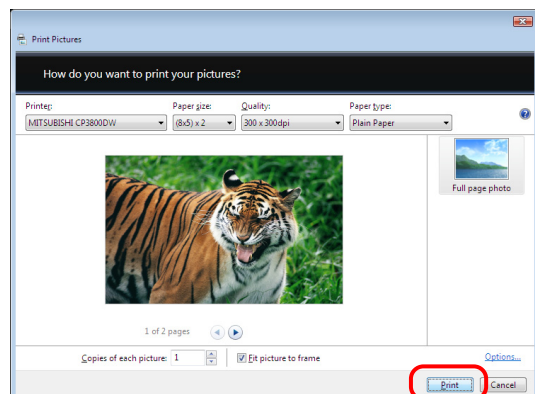 Print Pictures
How do you want to print your pictures?
Printer: Paper size: Quality: Paper type:
MITSUBISHI CP3800DW (8x5) x 2 300 x 300dpi Plain Paper
Full page photo
1 of 2 pages
Copies of each picture: 1 Fit picture to frame Options...
Print Cancel